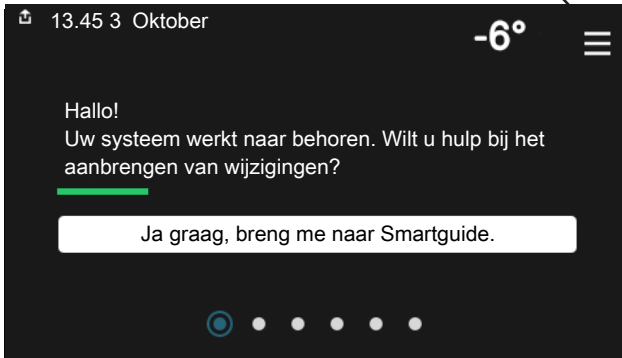 13.45 3 Oktober
-6°
Hallo!
Uw systeem werkt naar behoren. Wilt u hulp bij het
aanbrengen van wijzigingen?
Ja graag, breng me naar Smartguide.